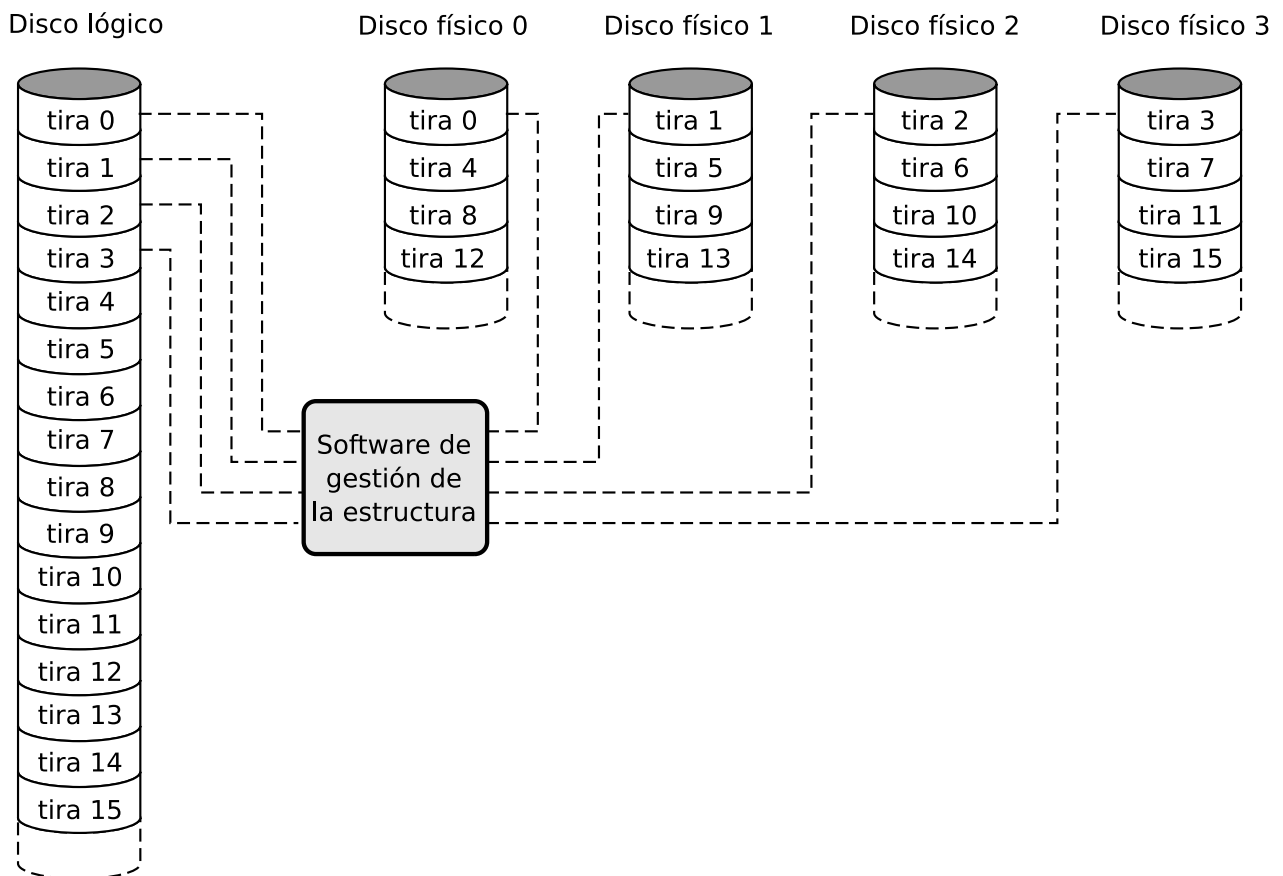 Disco lógico
Disco físico 0
Disco físico 1
Disco físico 2
Disco físico 3
tira 0
tira 1
tira 2
tira 3
tira 4
tira 5
tira 6
tira 7
tira 8
tira 9
tira 10
tira 11
tira 12
tira 13
tira 14
tira 15
tira 0
tira 4
tira 8
tira 12
tira 1
tira 5
tira 9
tira 13
tira 2
tira 6
tira 10
tira 14
tira 3
tira 7
tira 11
tira 15
Software de
gestión de
la estructura